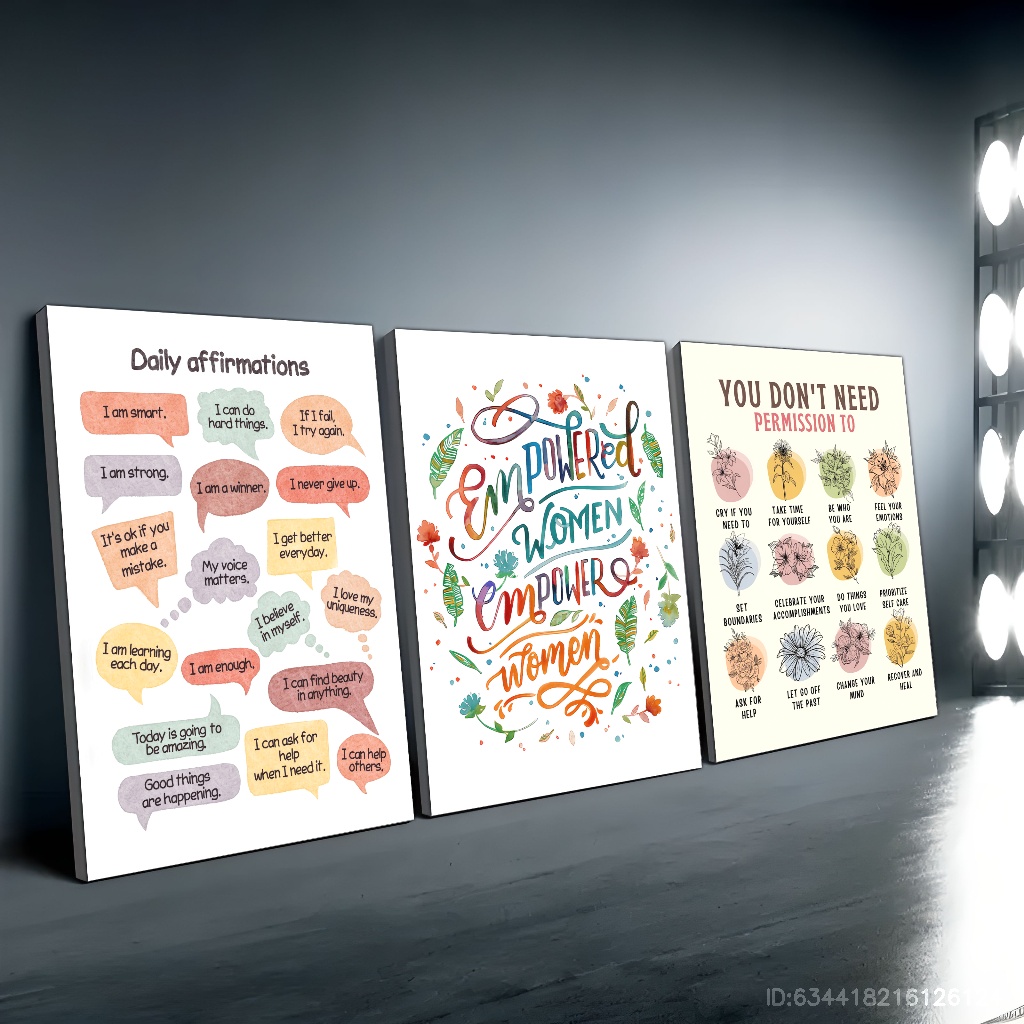 Daily affirmations
I am smart.
I can do
hard things.
If I fail,
I try again.
I am strong.
I am a winner.
I never give up.
It's ok if you
make a
mistake.
My voice
matters.
I get better
everyday.
I believe
in myself.
I love my
uniqueness.
I am learning
each day.
I am enough.
I can find beauty
in anything.
Today is going to
be amazing.
I can ask for
help
when I need it.
I can help
others.
Good things
are happening.
EMPOWERed
WOMEN
EMPOWER
women
YOU DON'T NEED
PERMISSION TO
CRY IF YOU
NEED TO
TAKE TIME
FOR YOURSELF
BE WHO
YOU ARE
FEEL YOUR
EMOTIONS
SET
BOUNDARIES
CELEBRATE YOUR
ACCOMPLISHMENTS
DO THINGS
YOU LOVE
PRIORITIZE
SELF CARE
ASK FOR
HELP
LET GO OFF
THE PAST
CHANGE YOUR
MIND
RECOVER AND
HEAL